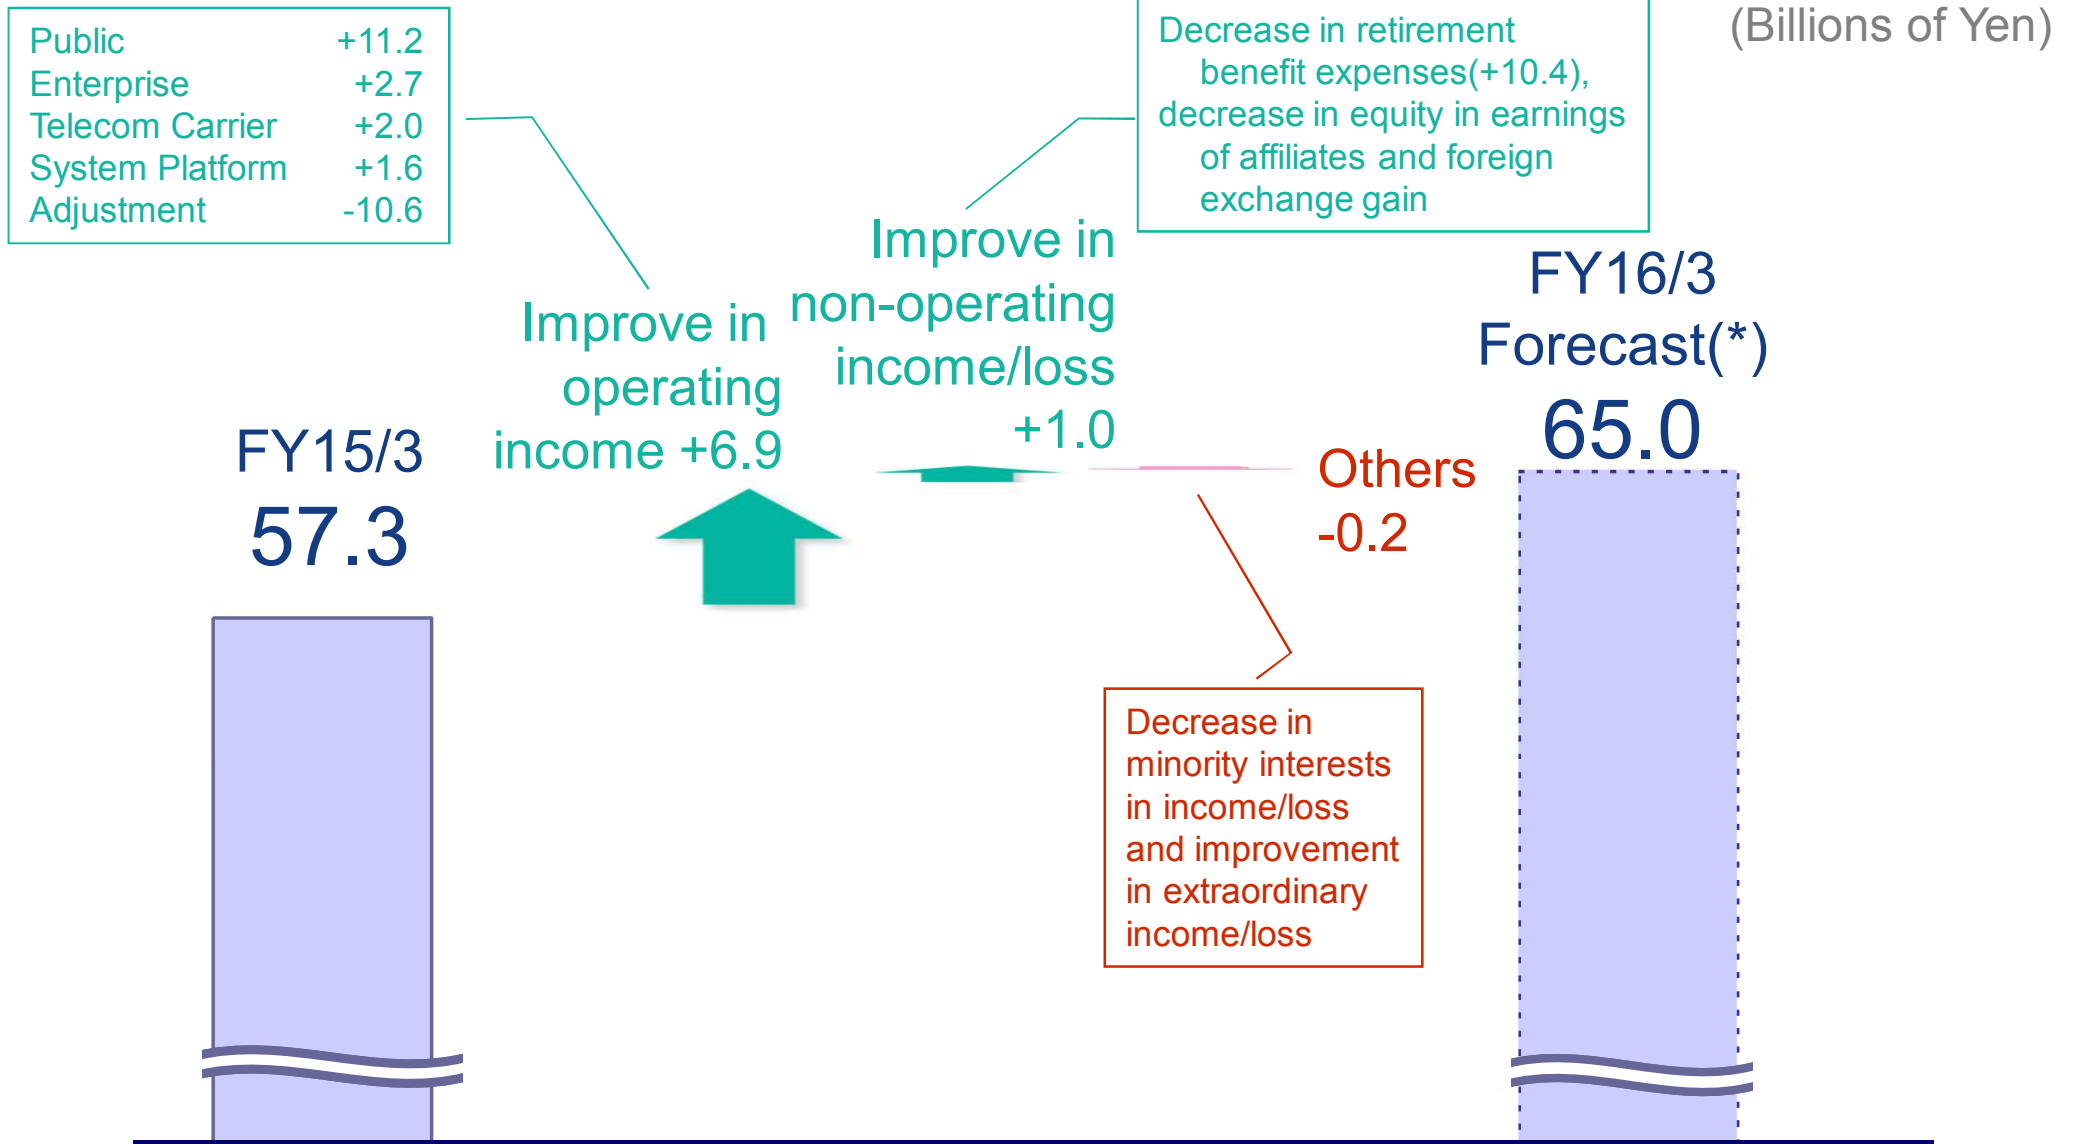 (Billions of Yen)
Public +11.2
Enterprise +2.7
Telecom Carrier +2.0
System Platform +1.6
Adjustment -10.6
Decrease in retirement
benefit expenses(+10.4),
decrease in equity in earnings
of affiliates and foreign
exchange gain
FY15/3
57.3
Improve in
operating
income +6.9
Improve in
non-operating
income/loss
+1.0
Others
-0.2
Decrease in
minority interests
in income/loss
and improvement
in extraordinary
income/loss
FY16/3
Forecast(*)
65.0